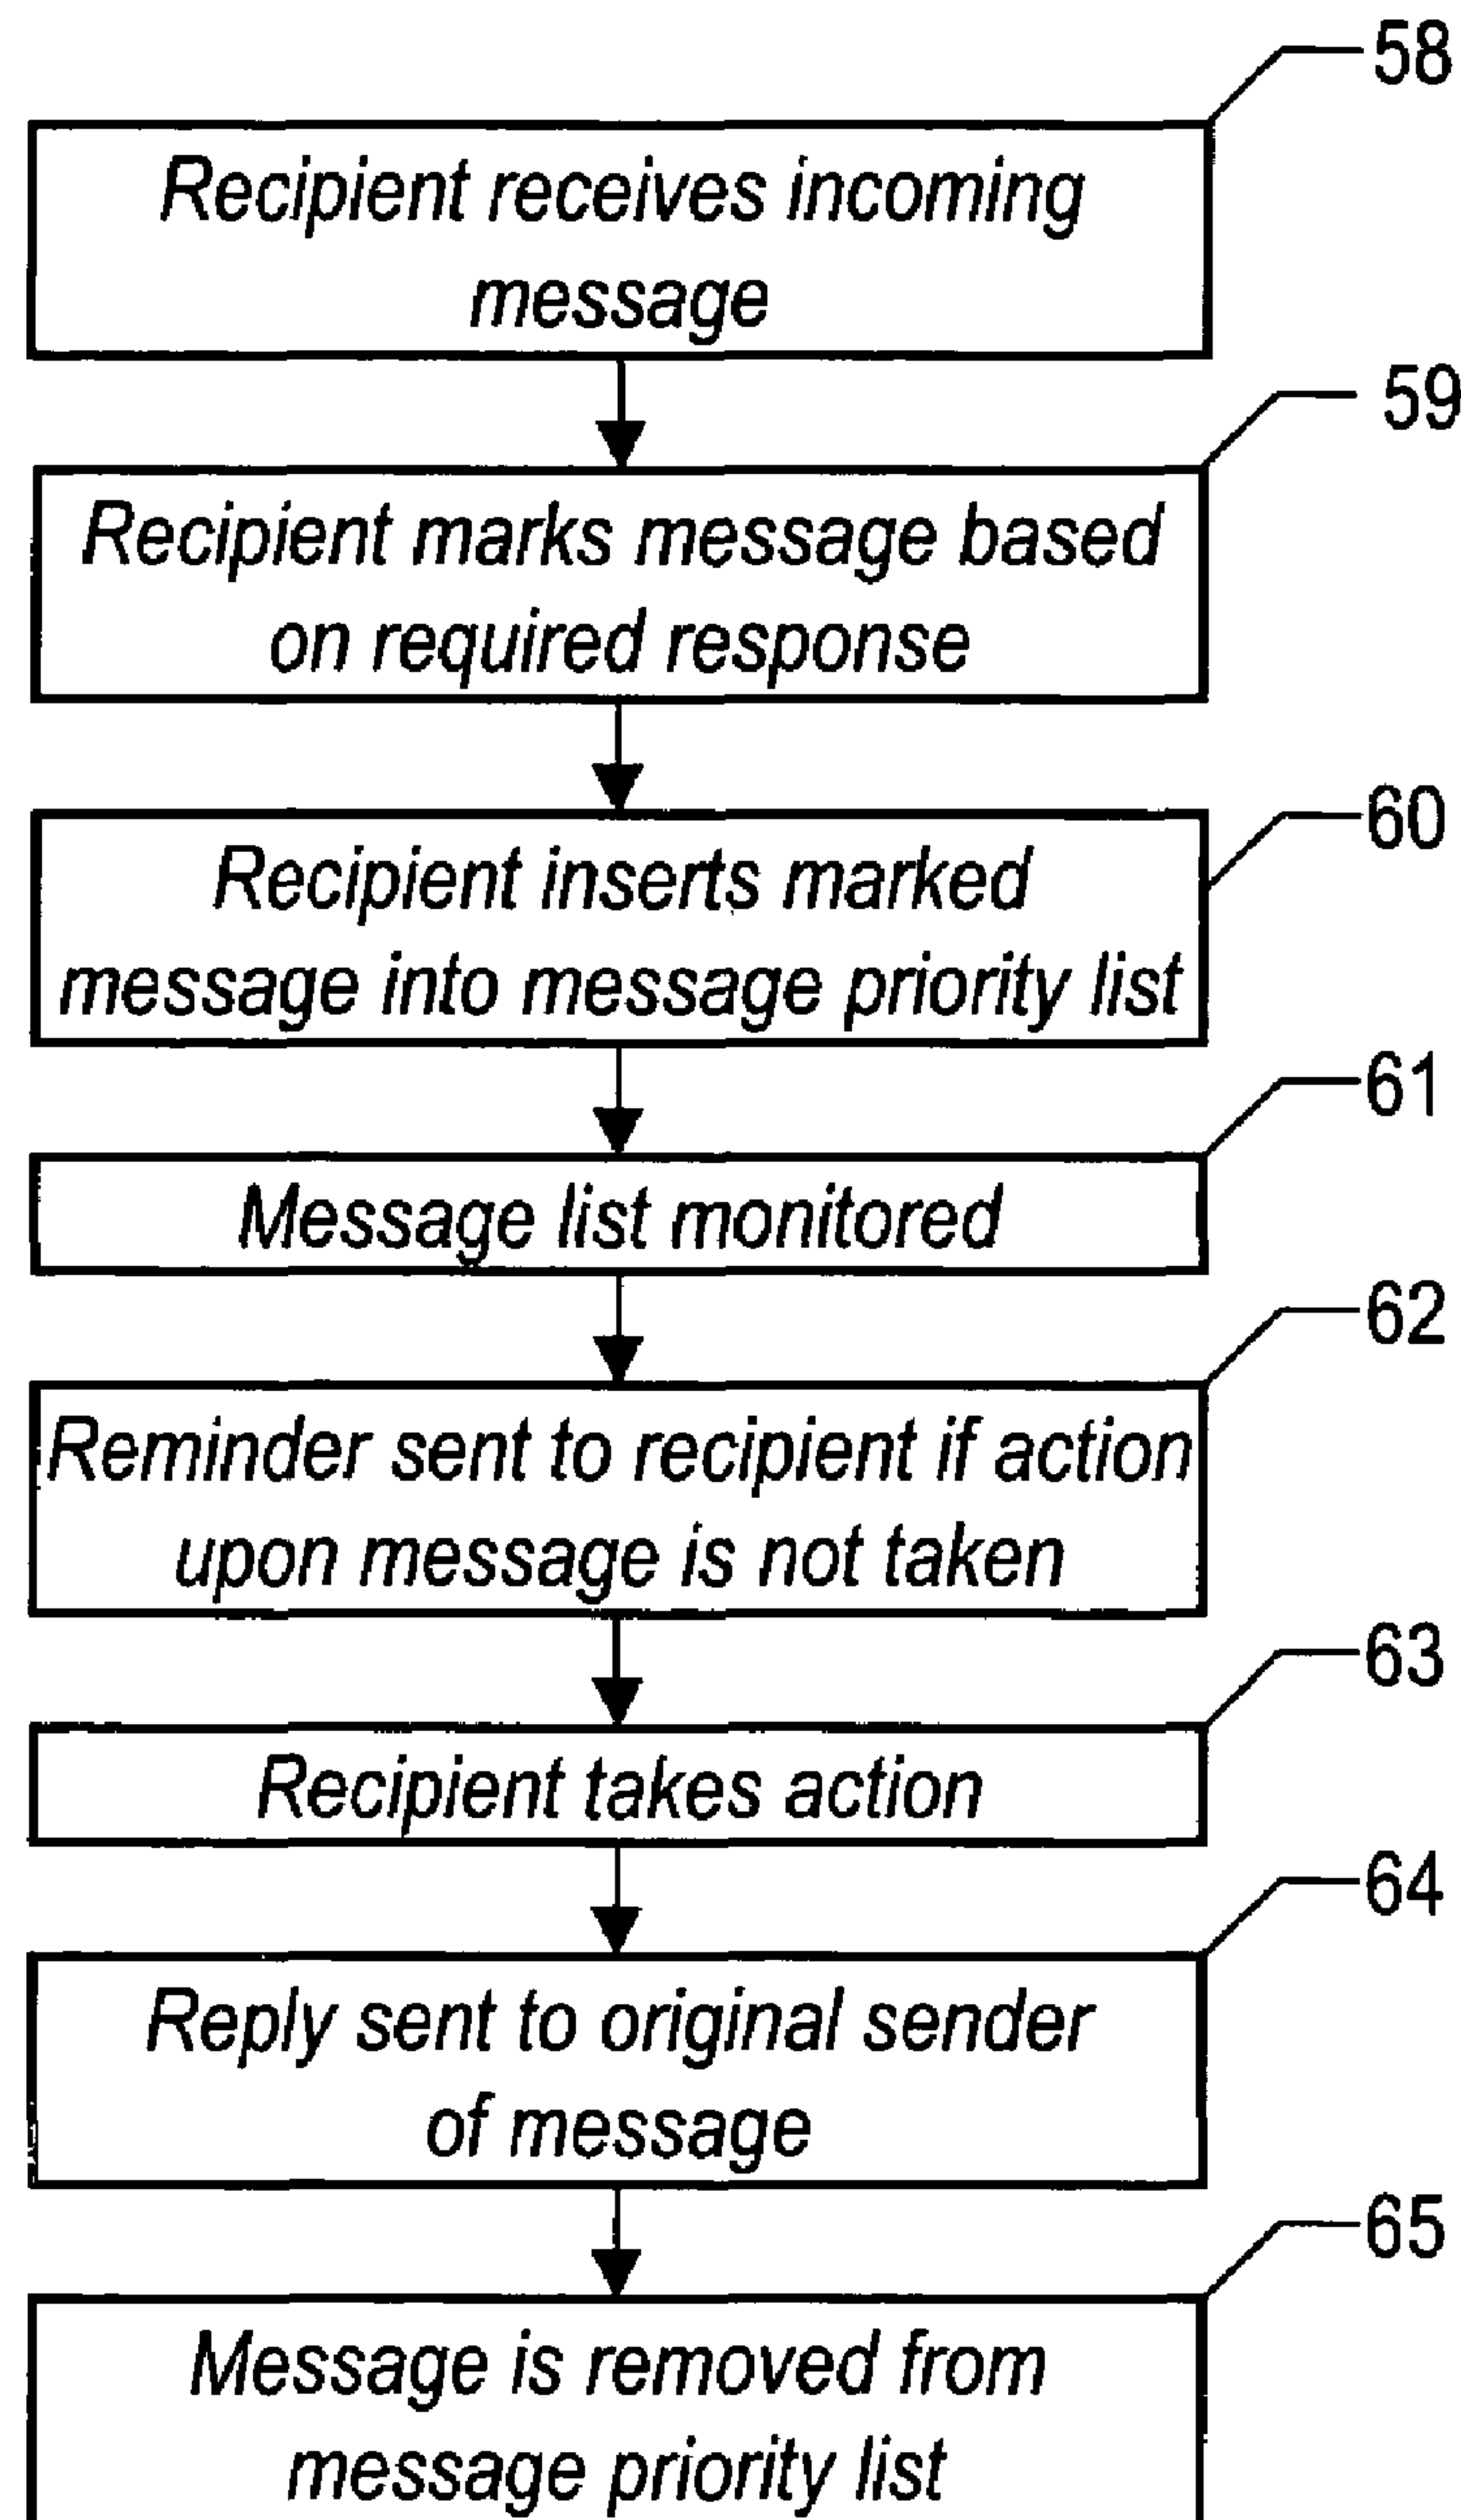 58
Recipient receives incoming
message
59
Recipient marks message based
on required response
60
Recipient inserts marked
message into message priority list
61
Message list monitored
62
Reminder sent to recipient if action
upon message is not taken
63
Recipient takes action
64
Reply sent to original sender
of message
65
Message is removed from
message priority list